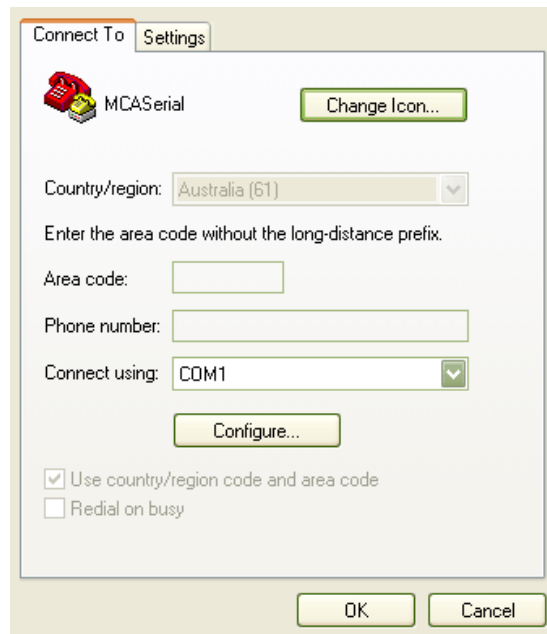 Connect To Settings
MCASerial Change Icon...
Country/region: Australia (61)
Enter the area code without the long-distance prefix.
Area code:
Phone number:
Connect using: COM1
Configure...
Use country/region code and area code
Redial on busy
OK Cancel